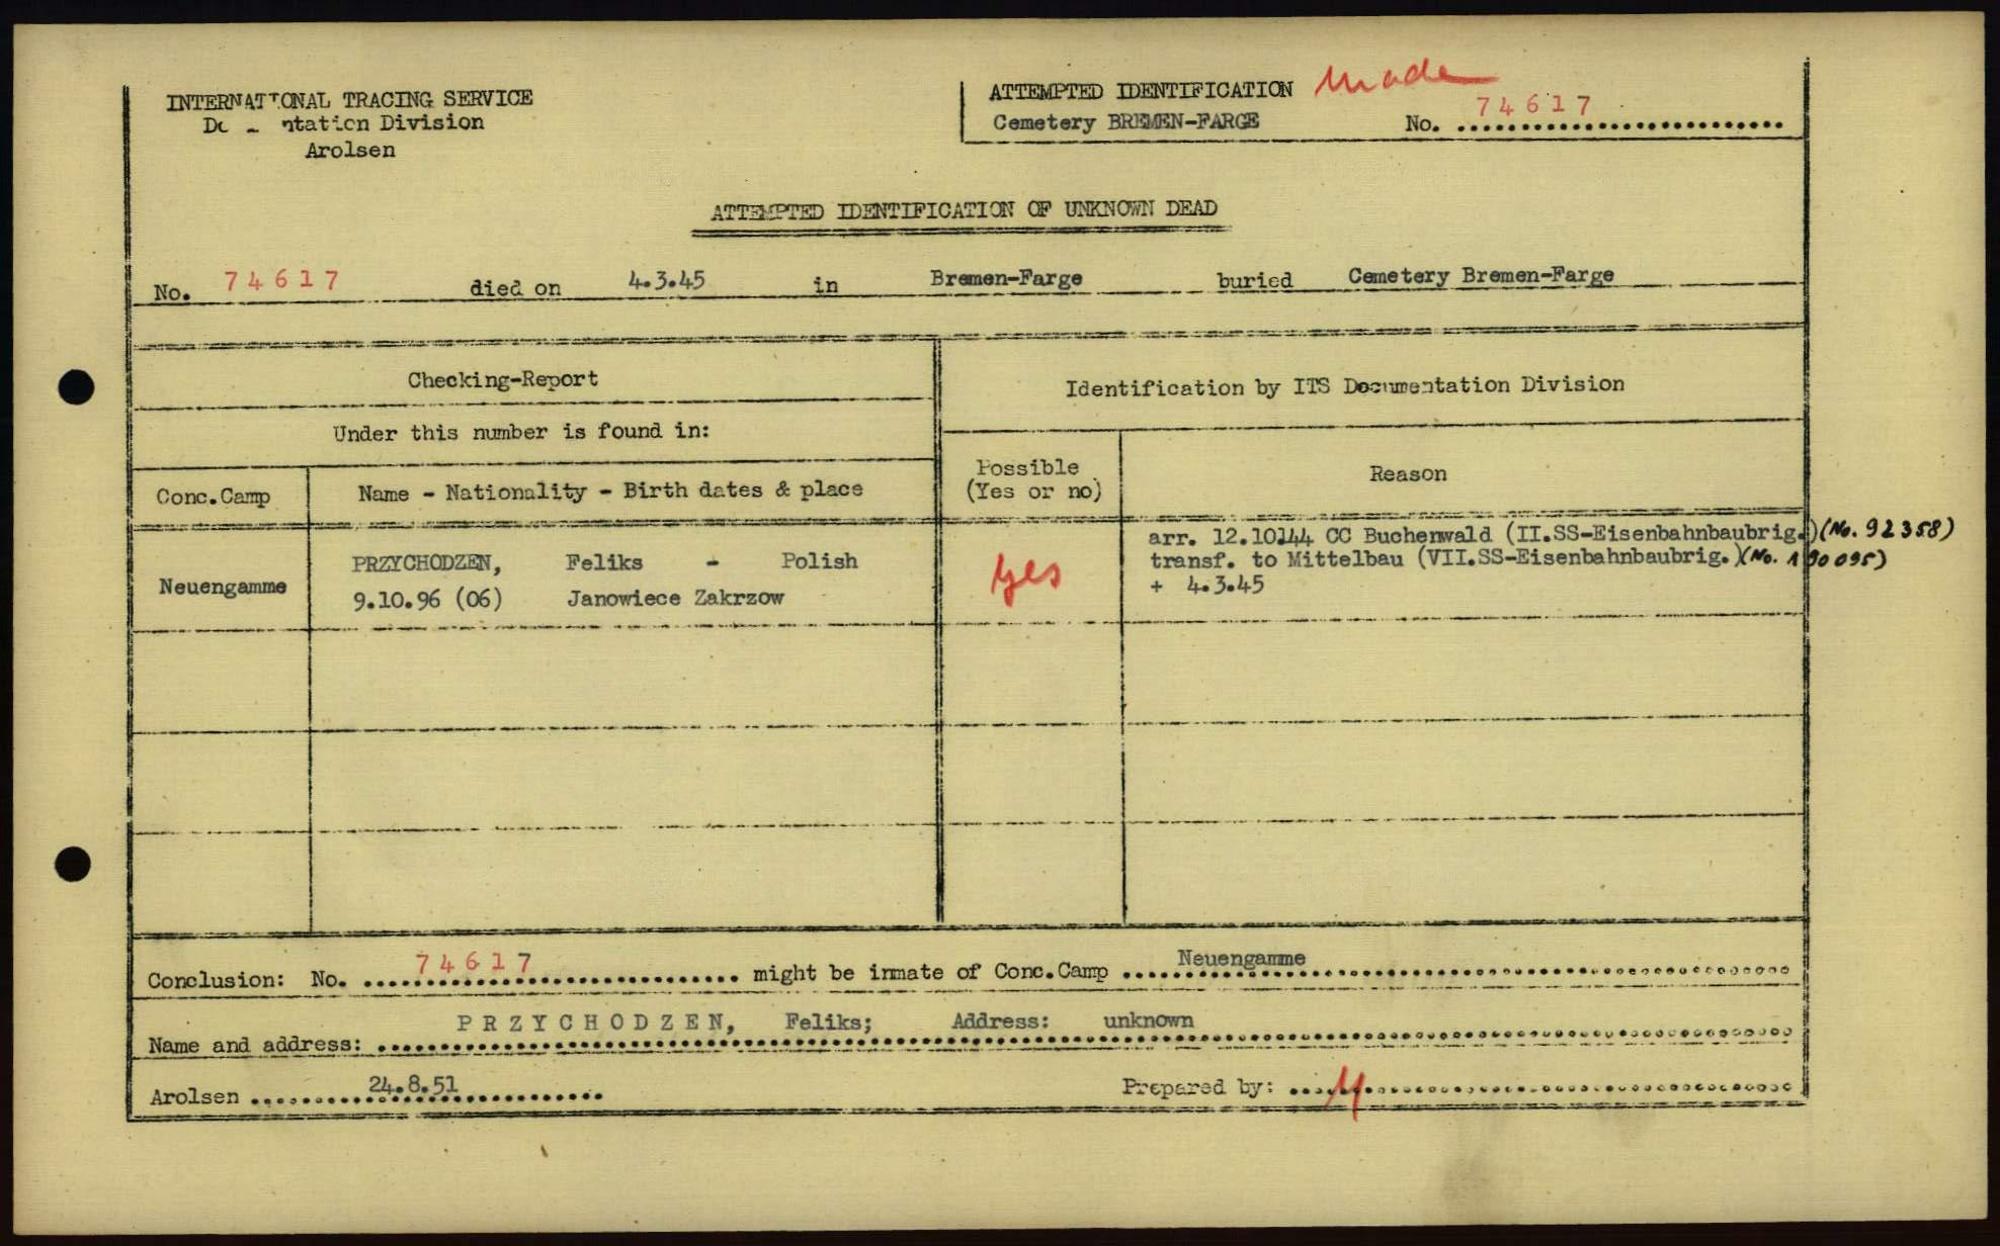 INTERNATIONAL TRACING SERVICE
Division
Arolsen
ATTEMPTED IDENTIFICATION made
Cemetery BREMEN-FARGE No. 74617
ATTEMPTED IDENTIFICATION OF UNKNOWN DEAD
No. 74617 died on 4.3.45 in Bremen-Farge buried Cemetery Bremen-Farge
Checking-Report
Identification by ITS Documentation Division
Under this number is found in:
Conc.Camp
Name - Nationality - Birth dates & place
Possible
(Yes or no)
Reason
Neuengamme
PRZYCHODZEN, Feliks - Polish
9.10.96 (06) Janowiece Zakrzow
yes
arr. 12.10.44 CC Buchenwald (II.SS-Eisenbahnbaubrig.) (No. 92358)
transf. to Mittelbau (VII.SS-Eisenbahnbaubrig.) (No. 190095)
+ 4.3.45
Conclusion: No. 74617 might be inmate of Conc.Camp Neuengamme
Name and address: PRZYCHODZEN, Feliks; Address: unknown
Arolsen 24.8.51
Prepared by: